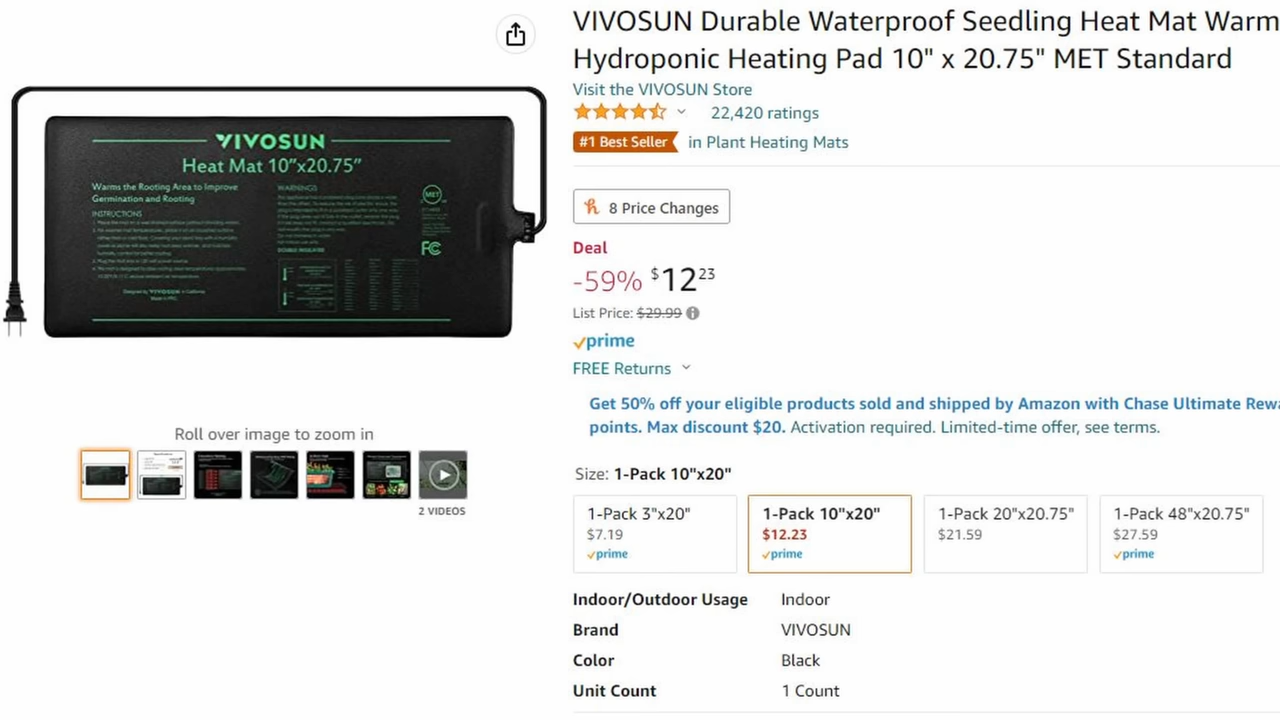 VIVOSUN Durable Waterproof Seedling Heat Mat Warm
Hydroponic Heating Pad 10" x 20.75" MET Standard
Visit the VIVOSUN Store
22,420 ratings
#1 Best Seller in Plant Heating Mats
8 Price Changes
Deal
-59% $12 23
List Price: $29.99
prime
FREE Returns
Get 50% off your eligible products sold and shipped by Amazon with Chase Ultimate Rewa
points. Max discount $20. Activation required. Limited-time offer, see terms.
Size: 1-Pack 10"x20"
1-Pack 3"x20"
$7.19
prime
1-Pack 10"x20"
$12.23
prime
1-Pack 20"x20.75"
$21.59
1-Pack 48"x20.75"
$27.59
prime
Indoor/Outdoor Usage Indoor
Brand VIVOSUN
Color Black
Unit Count 1 Count
VIVOSUN
Heat Mat 10”x20.75”
Warms the Rooting Area to Improve
Germination and Rooting
INSTRUCTIONS
WARNINGS
DOUBLE INSULATED
MET
FC
Roll over image to zoom in
2 VIDEOS